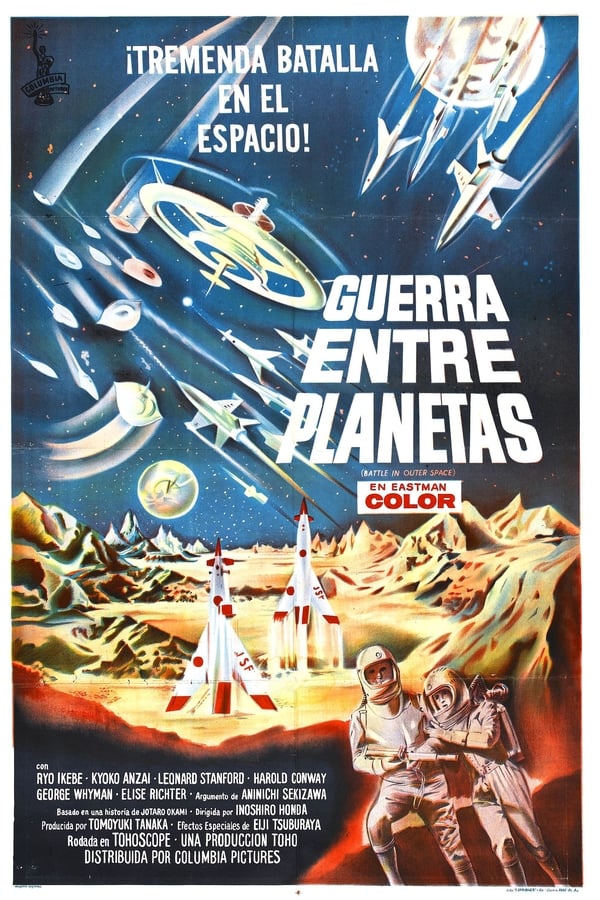 COLUMBIA
¡TREMENDA BATALLA
EN EL
ESPACIO!
GUERRA
ENTRE
PLANETAS
(BATTLE IN OUTER SPACE)
EN EASTMAN
COLOR
JSF
JSF
con
RYO IKEBE · KYOKO ANZAI · LEONARD STANFORD · HAROLD CONWAY
GEORGE WHYMAN · ELISE RICHTER · Argumento de ANINICHI SEKIZAWA
Basado en una historia de JOTARO OKAMI · Dirigida por INOSHIRO HONDA
Producida por TOMOYUKI TANAKA · Efectos Especiales de EIJI TSUBURAYA
Rodada en TOHOSCOPE · UNA PRODUCCION TOHO
DISTRIBUIDA POR COLUMBIA PICTURES